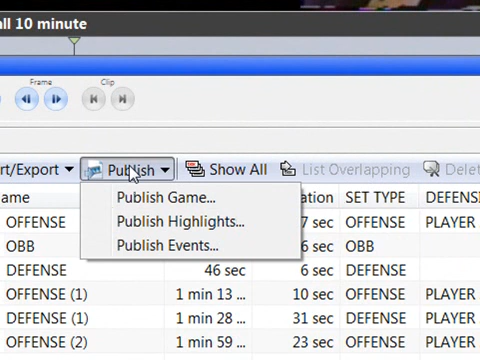 all 10 minute
Frame Clip
rt/Export Publish Show All List Overlapping Delet
ame ation SET TYPE DEFENS
Publish Game...
Publish Highlights...
Publish Events...
OFFENSE 7 sec OFFENSE PLAYER
OBB 6 sec OBB
DEFENSE 46 sec 6 sec DEFENSE
OFFENSE (1) 1 min 13 ... 10 sec OFFENSE PLAYER
DEFENSE (1) 1 min 28 ... 31 sec DEFENSE PLAYER
OFFENSE (2) 1 min 59 ... 23 sec OFFENSE PLAYER